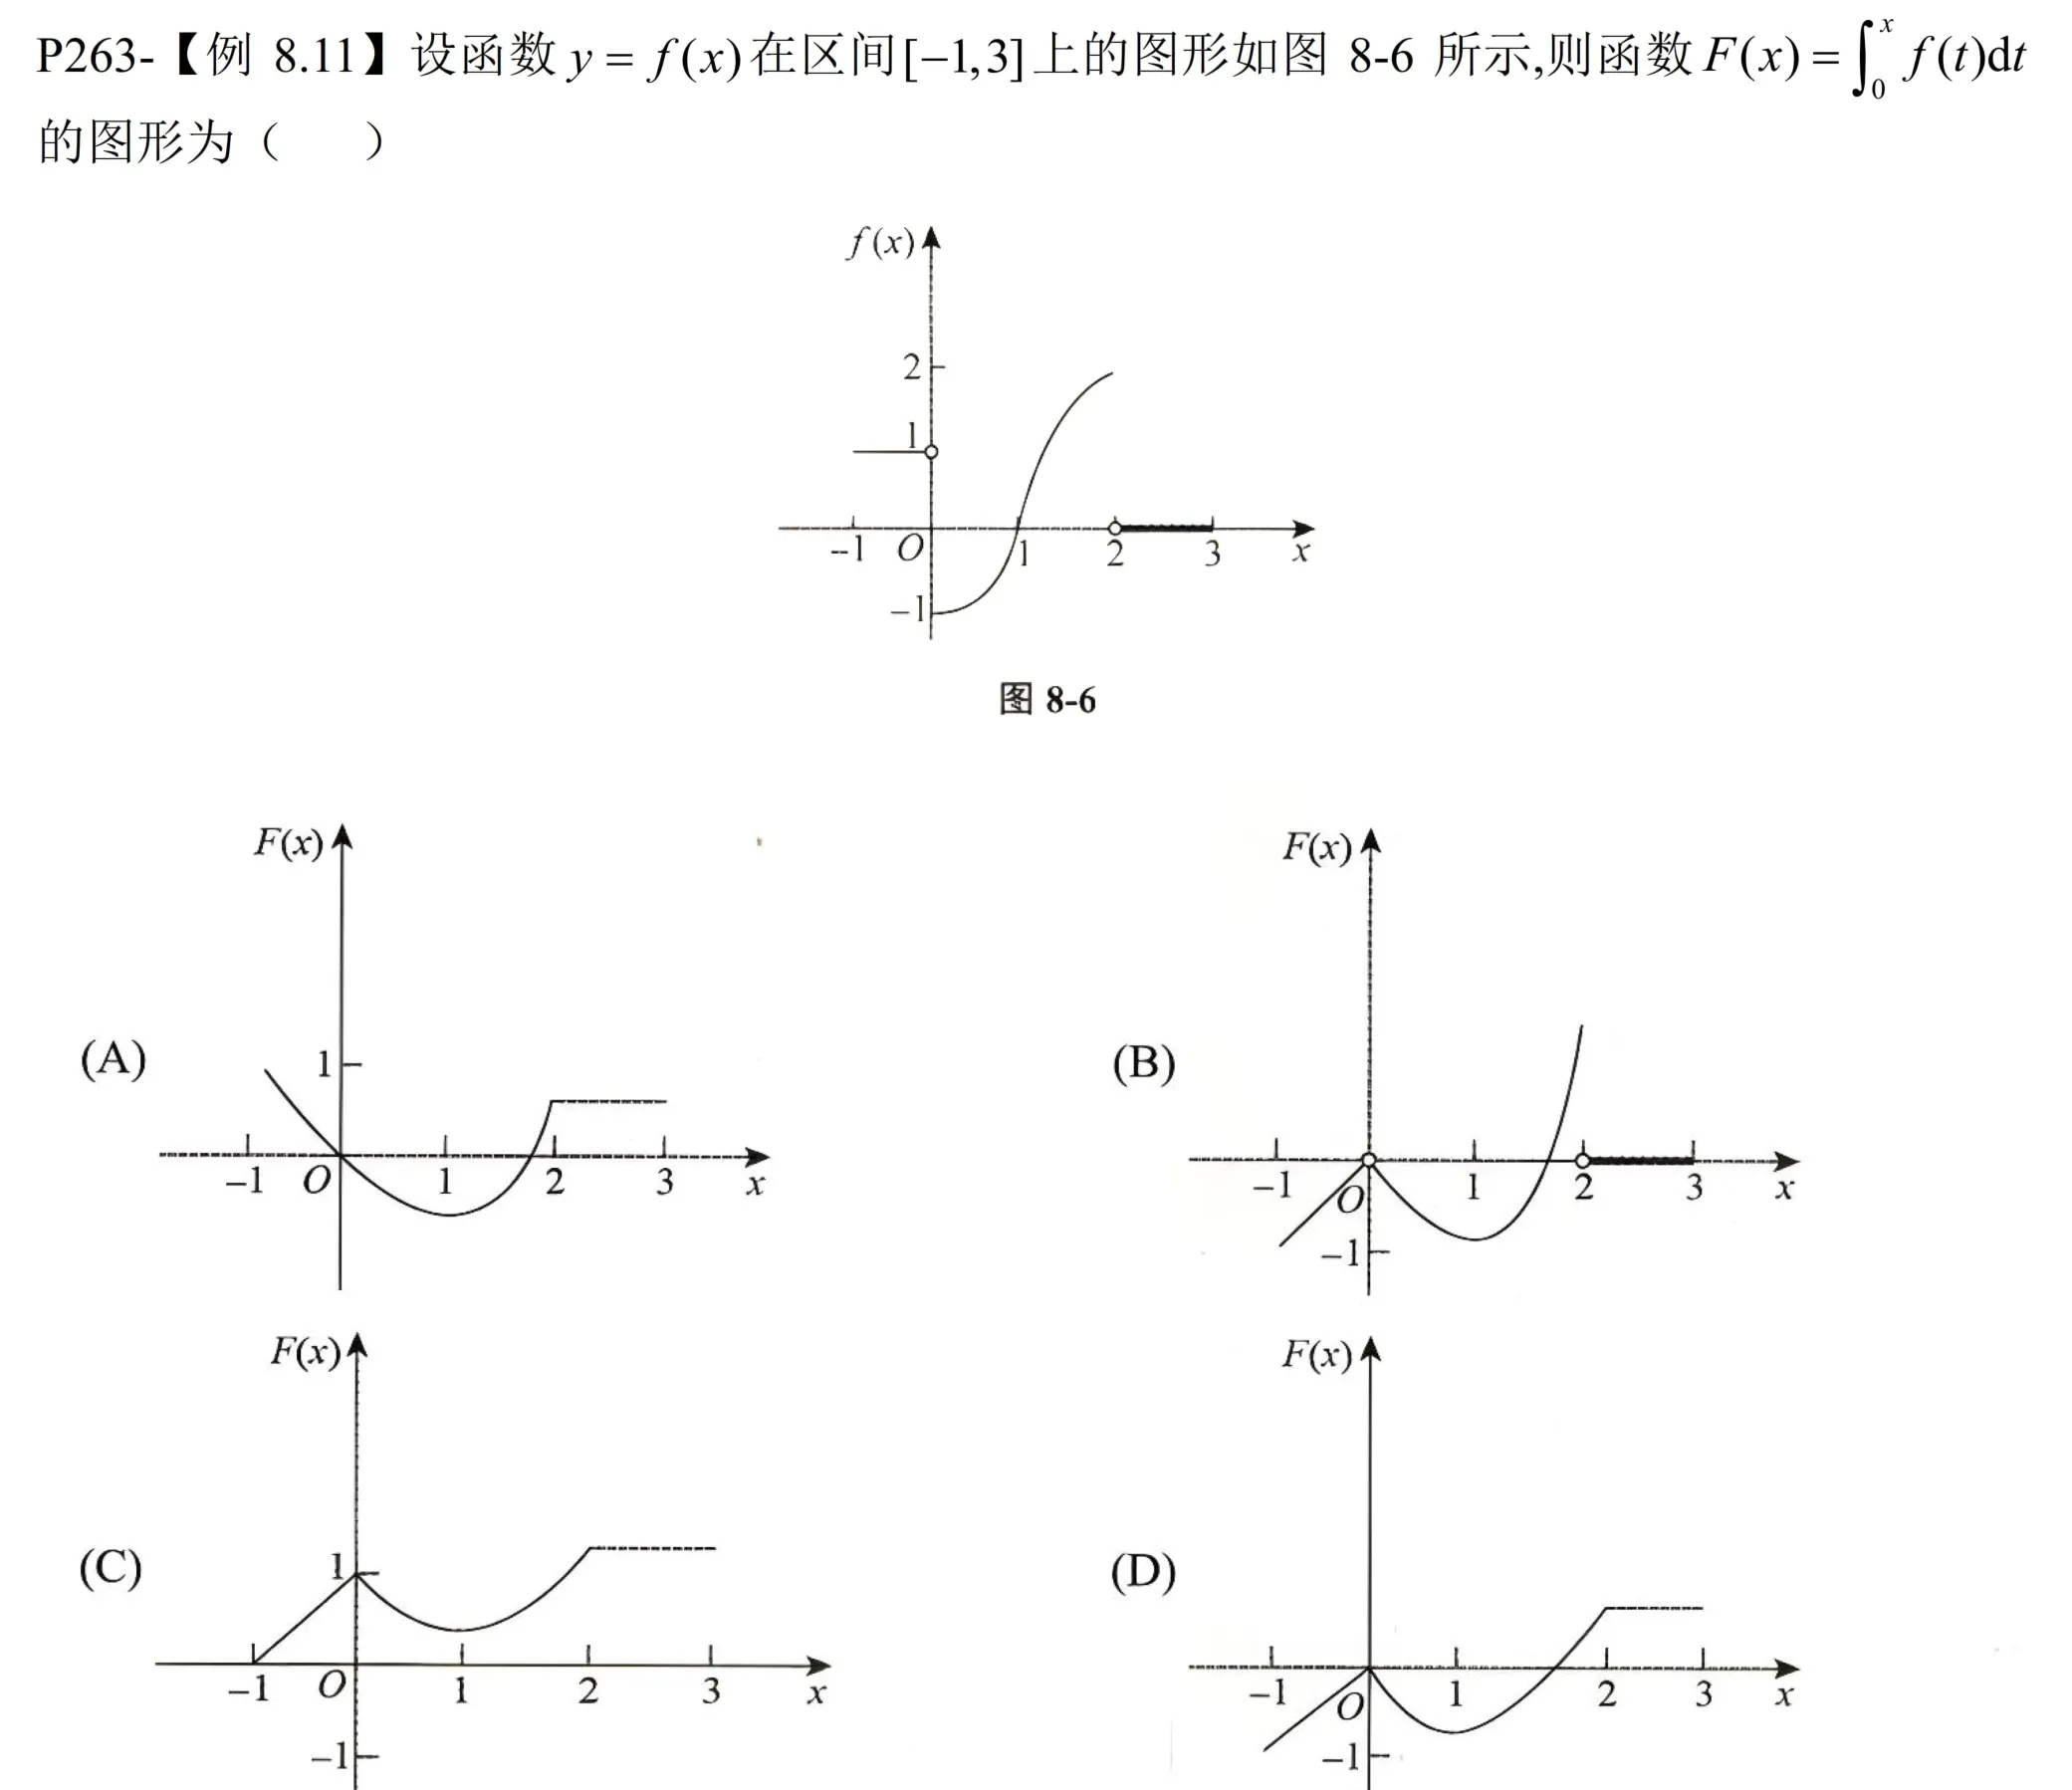 P263-【例 8.11】设函数 y = f(x)在区间[−1,3]上的图形如图 8-6 所示,则函数 F(x) = ∫₀ˣ f(t)dt
的图形为（    ）
f(x)
2
1
−1 O 1 2 3 x
−1
图 8-6
(A)
F(x)
1
−1 O 1 2 3 x
(B)
F(x)
−1 O 1 2 3 x
−1
(C)
F(x)
1
−1 O 1 2 3 x
−1
(D)
F(x)
−1 O 1 2 3 x
−1